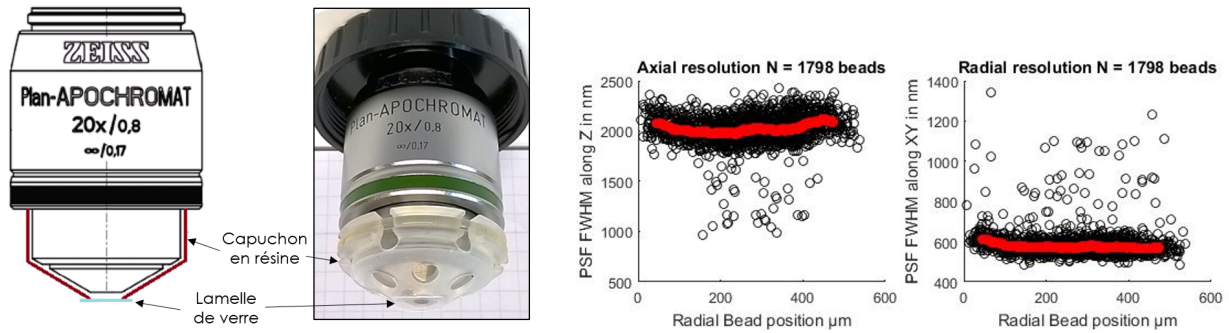 ZEISS
Plan-APOCHROMAT
20x/0,8
∞/0,17
Capuchon
en résine
Lamelle
de verre
Plan-APOCHROMAT
20x/0,8
∞/0,17
Axial resolution N = 1798 beads
PSF FWHM along Z in nm
2500
2000
1500
1000
500
0
200
400
600
Radial Bead position µm
Radial resolution N = 1798 beads
PSF FWHM along XY in nm
1400
1200
1000
800
600
400
0
200
400
600
Radial Bead position µm